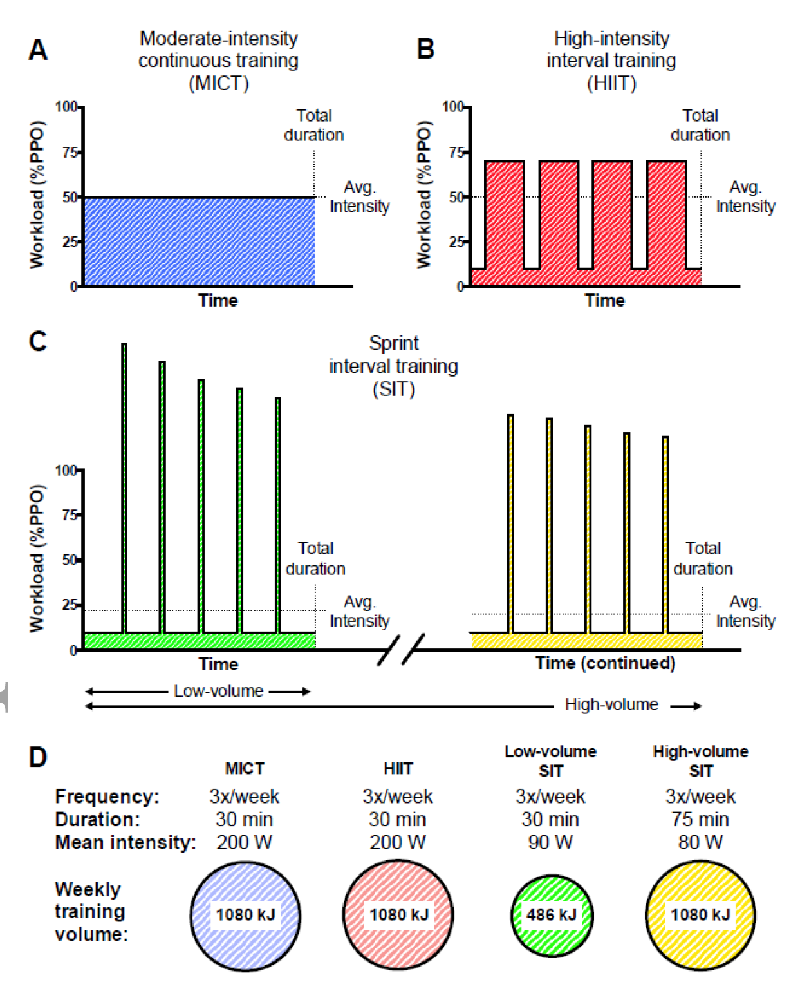 A
Moderate-intensity
continuous training
(MICT)
Workload (%PPO)
100
75
50
25
0
Total
duration
Avg.
Intensity
Time
B
High-intensity
interval training
(HIIT)
Workload (%PPO)
100
75
50
25
0
Total
duration
Avg.
Intensity
Time
C
Sprint
interval training
(SIT)
Workload (%PPO)
100
75
50
25
0
Total
duration
Avg.
Intensity
Time
Total
duration
Avg.
Intensity
Time (continued)
Low-volume
High-volume
D
MICT HIIT Low-volume SIT High-volume SIT
Frequency: 3x/week 3x/week 3x/week 3x/week
Duration: 30 min 30 min 30 min 75 min
Mean intensity: 200 W 200 W 90 W 80 W
Weekly
training
volume:
1080 kJ 1080 kJ 486 kJ 1080 kJ